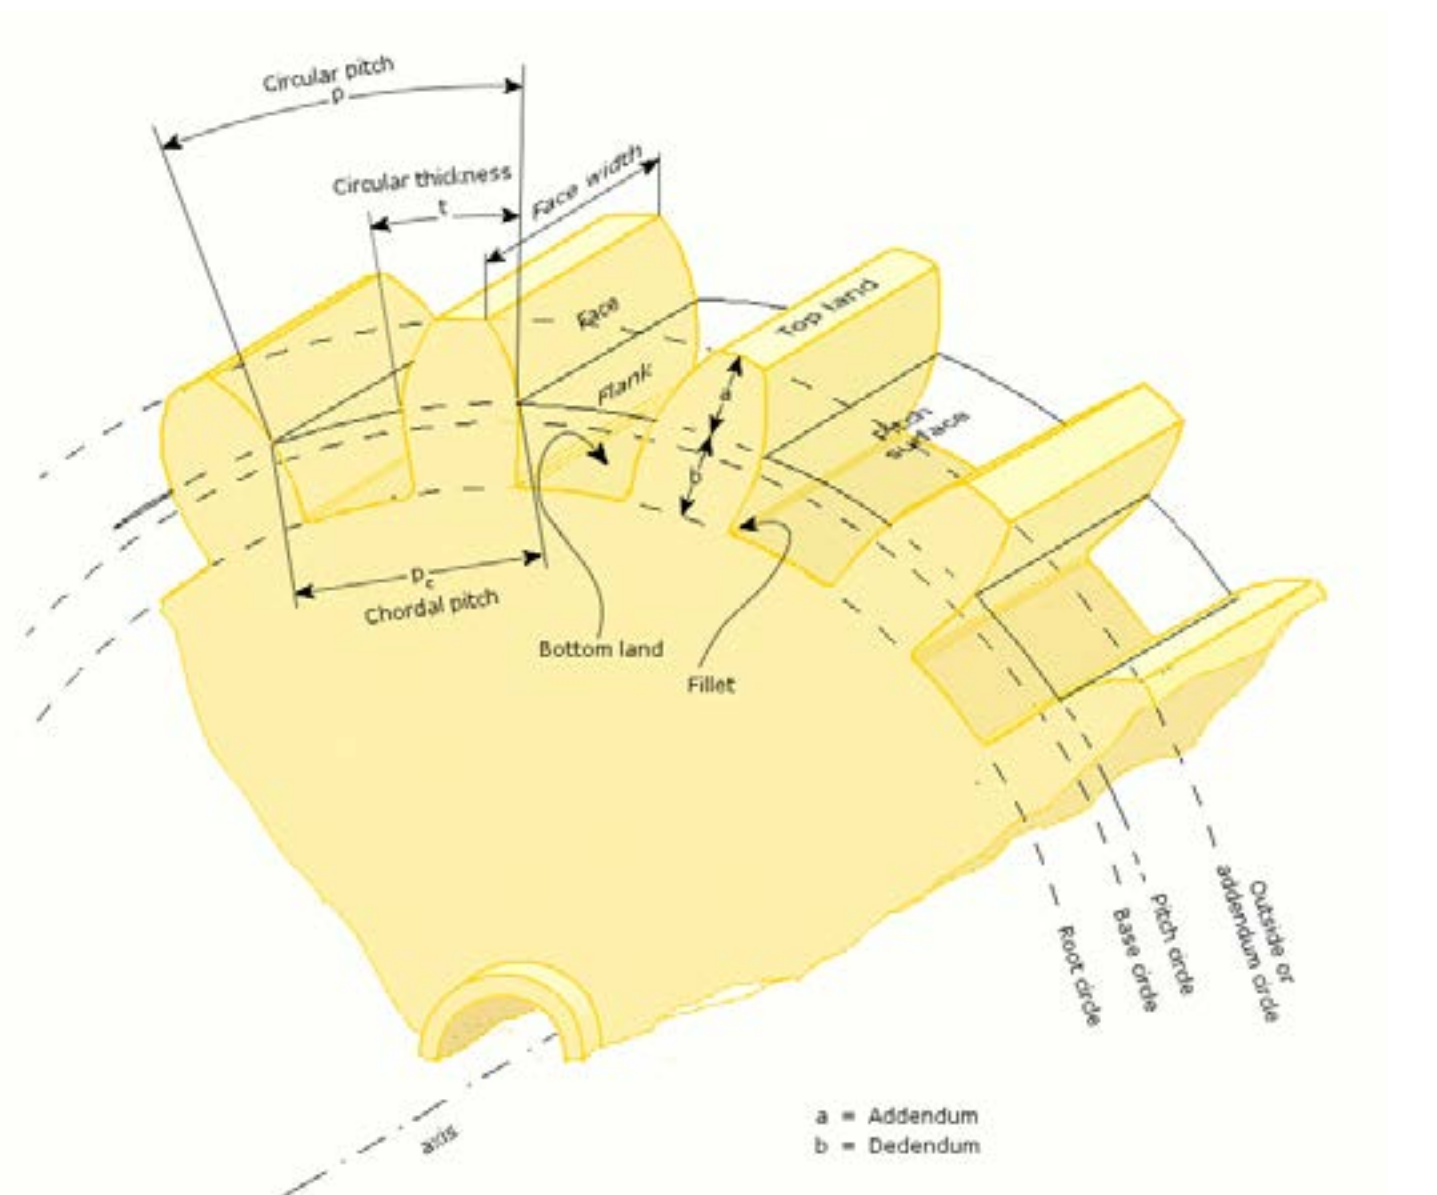 Circular pitch
p
Circular thickness
t
Face width
Face
Top land
Flank
a
Pitch
surface
b
Pc
Chordal pitch
Bottom land
Fillet
Outside or
addendum circle
Pitch circle
Base circle
Root circle
a = Addendum
b = Dedendum
axis